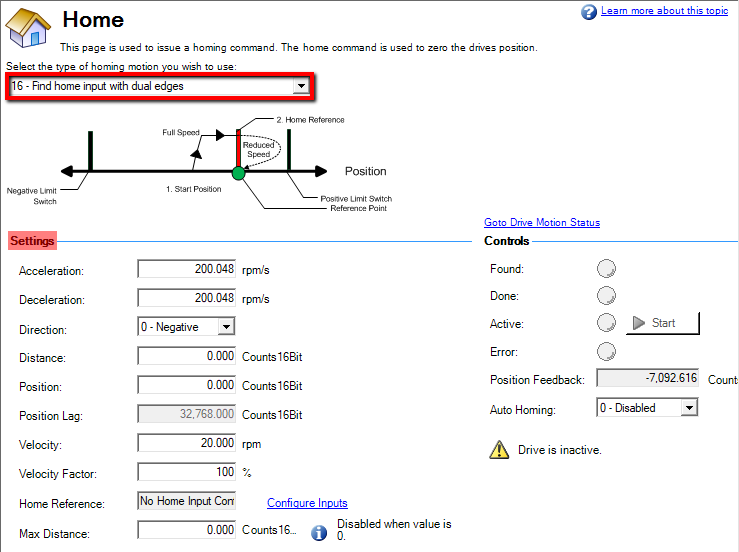 Home
Learn more about this topic
This page is used to issue a homing command. The home command is used to zero the drives position.
Select the type of homing motion you wish to use:
16 - Find home input with dual edges
2. Home Reference
Full Speed
Reduced
Speed
Position
Negative Limit
Switch
1. Start Position
Positive Limit Switch
Reference Point
Goto Drive Motion Status
Settings
Acceleration: 200.048 rpm/s
Deceleration: 200.048 rpm/s
Direction: 0 - Negative
Distance: 0.000 Counts16Bit
Position: 0.000 Counts16Bit
Position Lag: 32,768.000 Counts16Bit
Velocity: 20.000 rpm
Velocity Factor: 100 %
Home Reference: No Home Input Con Configure Inputs
Max Distance: 0.000 Counts16... Disabled when value is
0.
Controls
Found:
Done:
Active: Start
Error:
Position Feedback: -7,092.616 Counts
Auto Homing: 0 - Disabled
Drive is inactive.